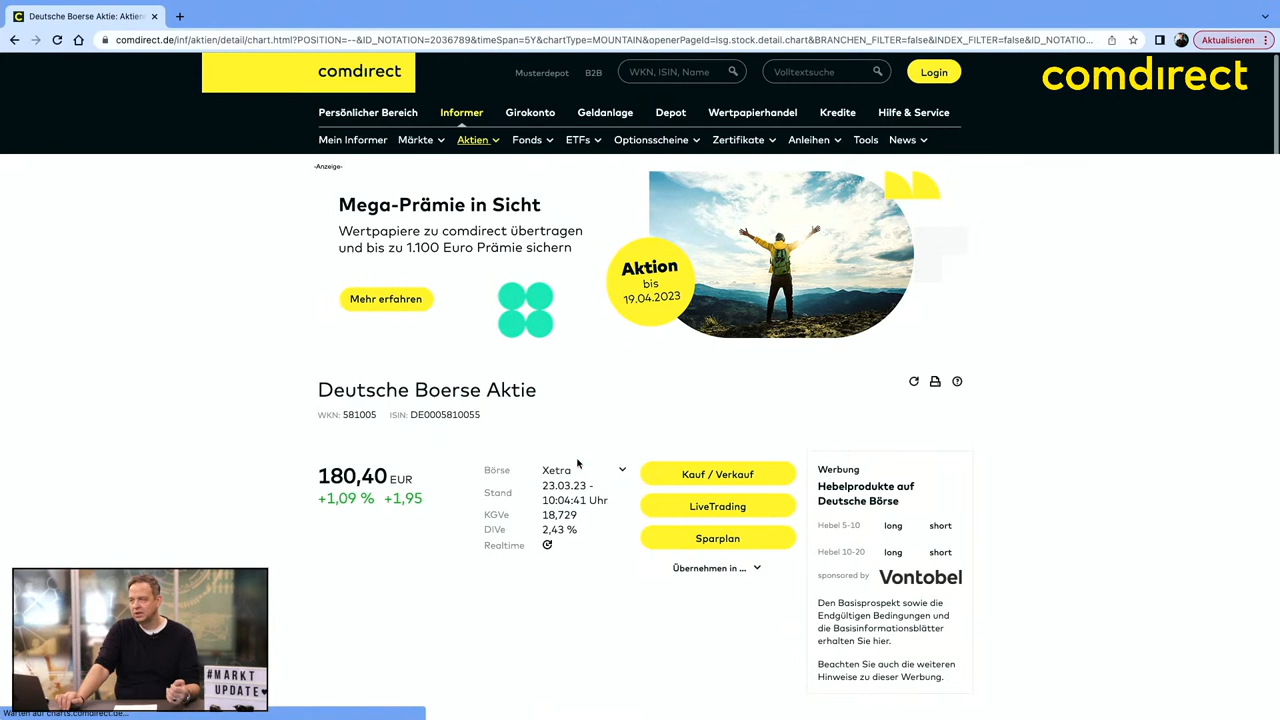 Deutsche Boerse Aktie: Aktien
comdirect.de/inf/aktien/detail/chart.html?POSITION=--&ID_NOTATION=2036789&timeSpan=5Y&chartType=MOUNTAIN&openerPageId=lsg.stock.detail.chart&BRANCHEN_FILTER=false&INDEX_FILTER=false&ID_NOTATIO...
Aktualisieren
comdirect
Musterdepot
B2B
WKN, ISIN, Name
Volltextsuche
Login
comdirect
Persönlicher Bereich
Informer
Girokonto
Geldanlage
Depot
Wertpapierhandel
Kredite
Hilfe & Service
Mein Informer
Märkte
Aktien
Fonds
ETFs
Optionsscheine
Zertifikate
Anleihen
Tools
News
-Anzeige-
Mega-Prämie in Sicht
Wertpapiere zu comdirect übertragen
und bis zu 1.100 Euro Prämie sichern
Mehr erfahren
Aktion
bis
19.04.2023
Deutsche Boerse Aktie
WKN: 581005 ISIN: DE0005810055
180,40 EUR
+1,09 % +1,95
Börse Xetra
Stand 23.03.23 -
10:04:41 Uhr
KGVe 18,729
DIVe 2,43 %
Realtime
Kauf / Verkauf
LiveTrading
Sparplan
Übernehmen in ...
Werbung
Hebelprodukte auf
Deutsche Börse
Hebel 5-10 long short
Hebel 10-20 long short
sponsored by Vontobel
Den Basisprospekt sowie die
Endgültigen Bedingungen und
die Basisinformationsblätter
erhalten Sie hier.
Beachten Sie auch die weiteren
Hinweise zu dieser Werbung.
#MARKT
UPDATE
Warten auf charts.comdirect.de...